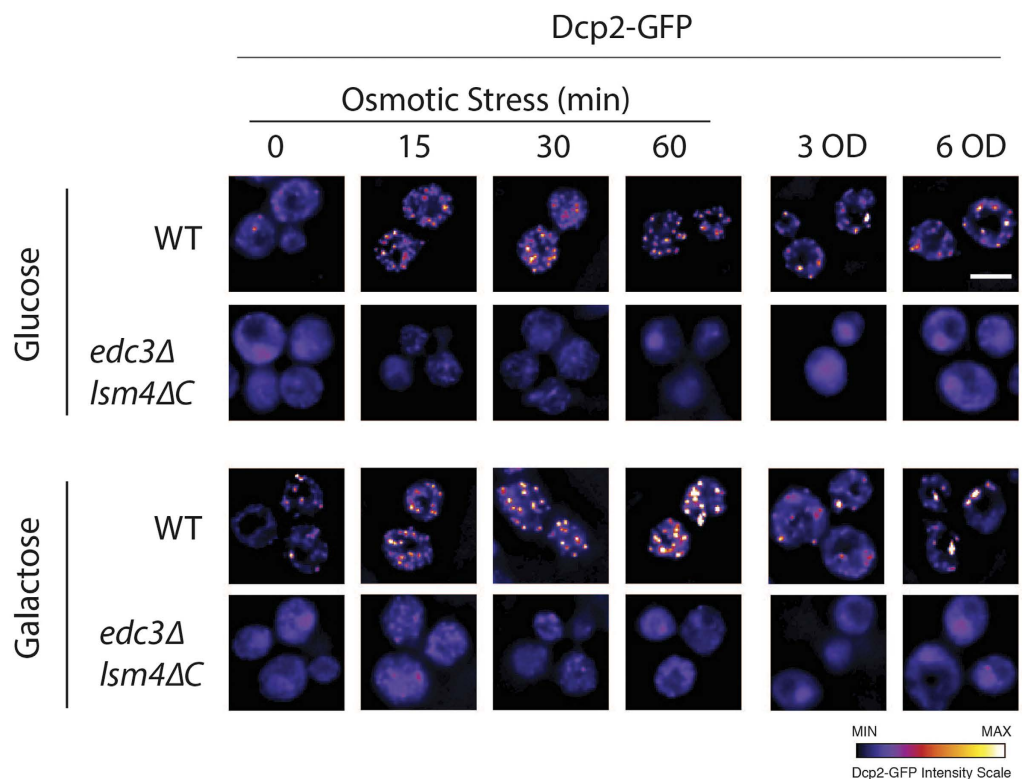 Dcp2-GFP
Osmotic Stress (min)
0 15 30 60 3 OD 6 OD
Glucose
WT
edc3Δ
lsm4ΔC
Galactose
WT
edc3Δ
lsm4ΔC
MIN MAX
Dcp2-GFP Intensity Scale